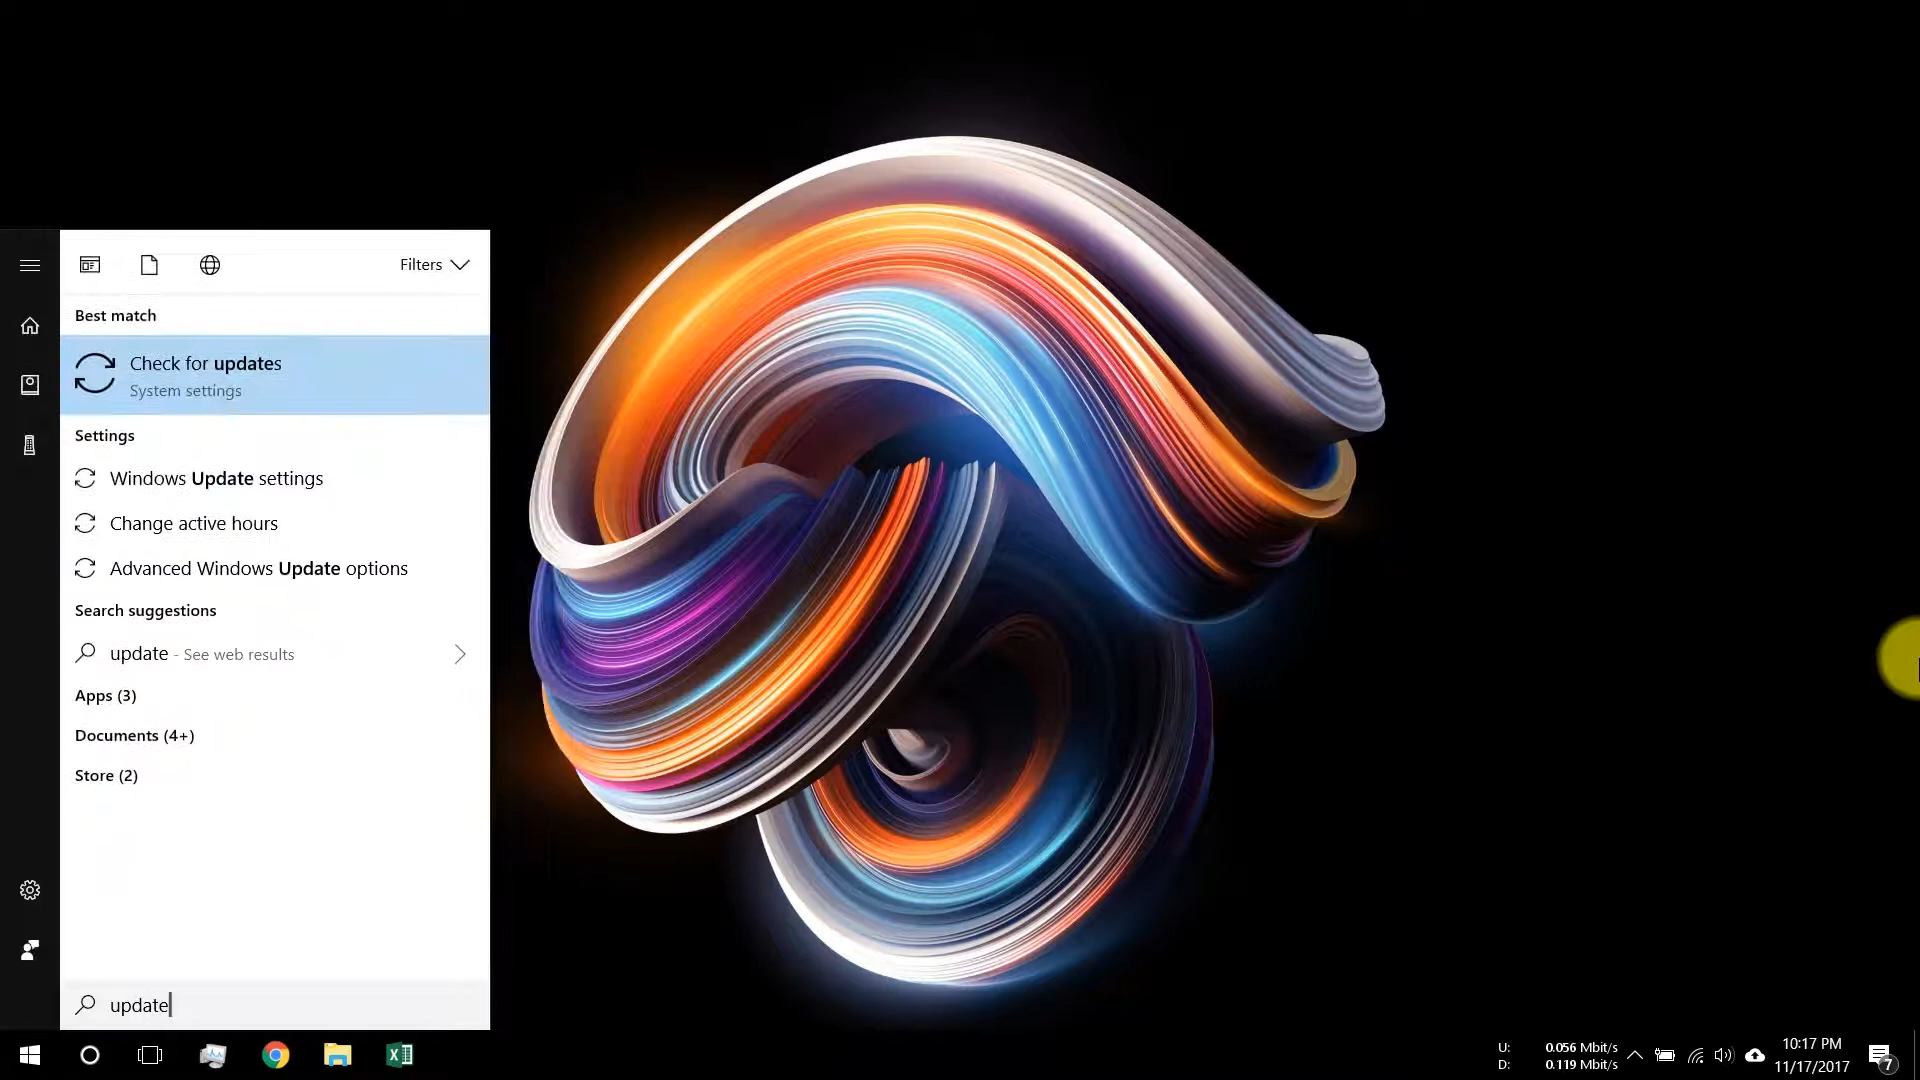 Filters
Best match
Check for updates
System settings
Settings
Windows Update settings
Change active hours
Advanced Windows Update options
Search suggestions
update - See web results
Apps (3)
Documents (4+)
Store (2)
update
U: 0.056 Mbit/s
D: 0.119 Mbit/s
10:17 PM
11/17/2017
7